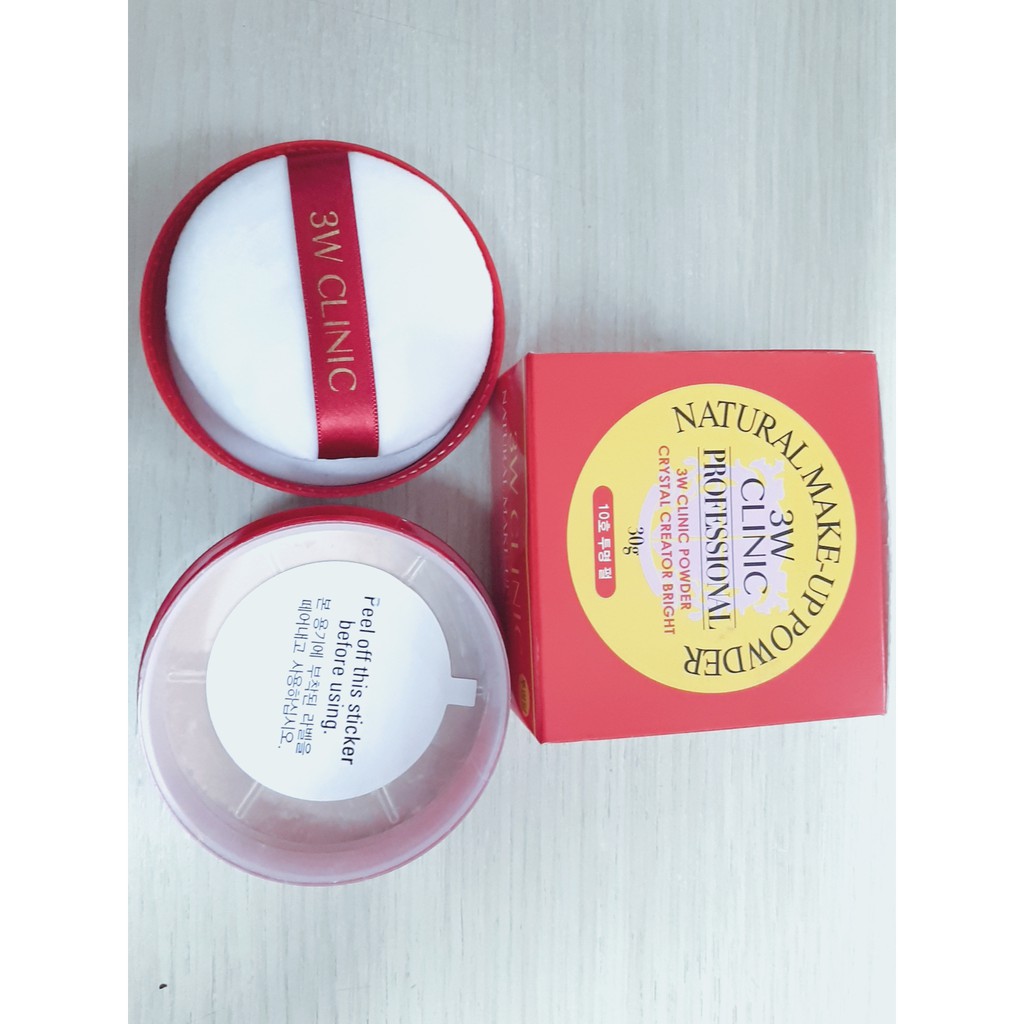 3W CLINIC
NATURAL MAKE-UP POWDER
3W
CLINIC
PROFESSIONAL
3W CLINIC POWDER
CRYSTAL CREATOR BRIGHT
30g
10호 투명 펄
3W CLINIC
Peel off this sticker
before using.
본 용기에 부착된 라벨을
떼어내고 사용하십시오.